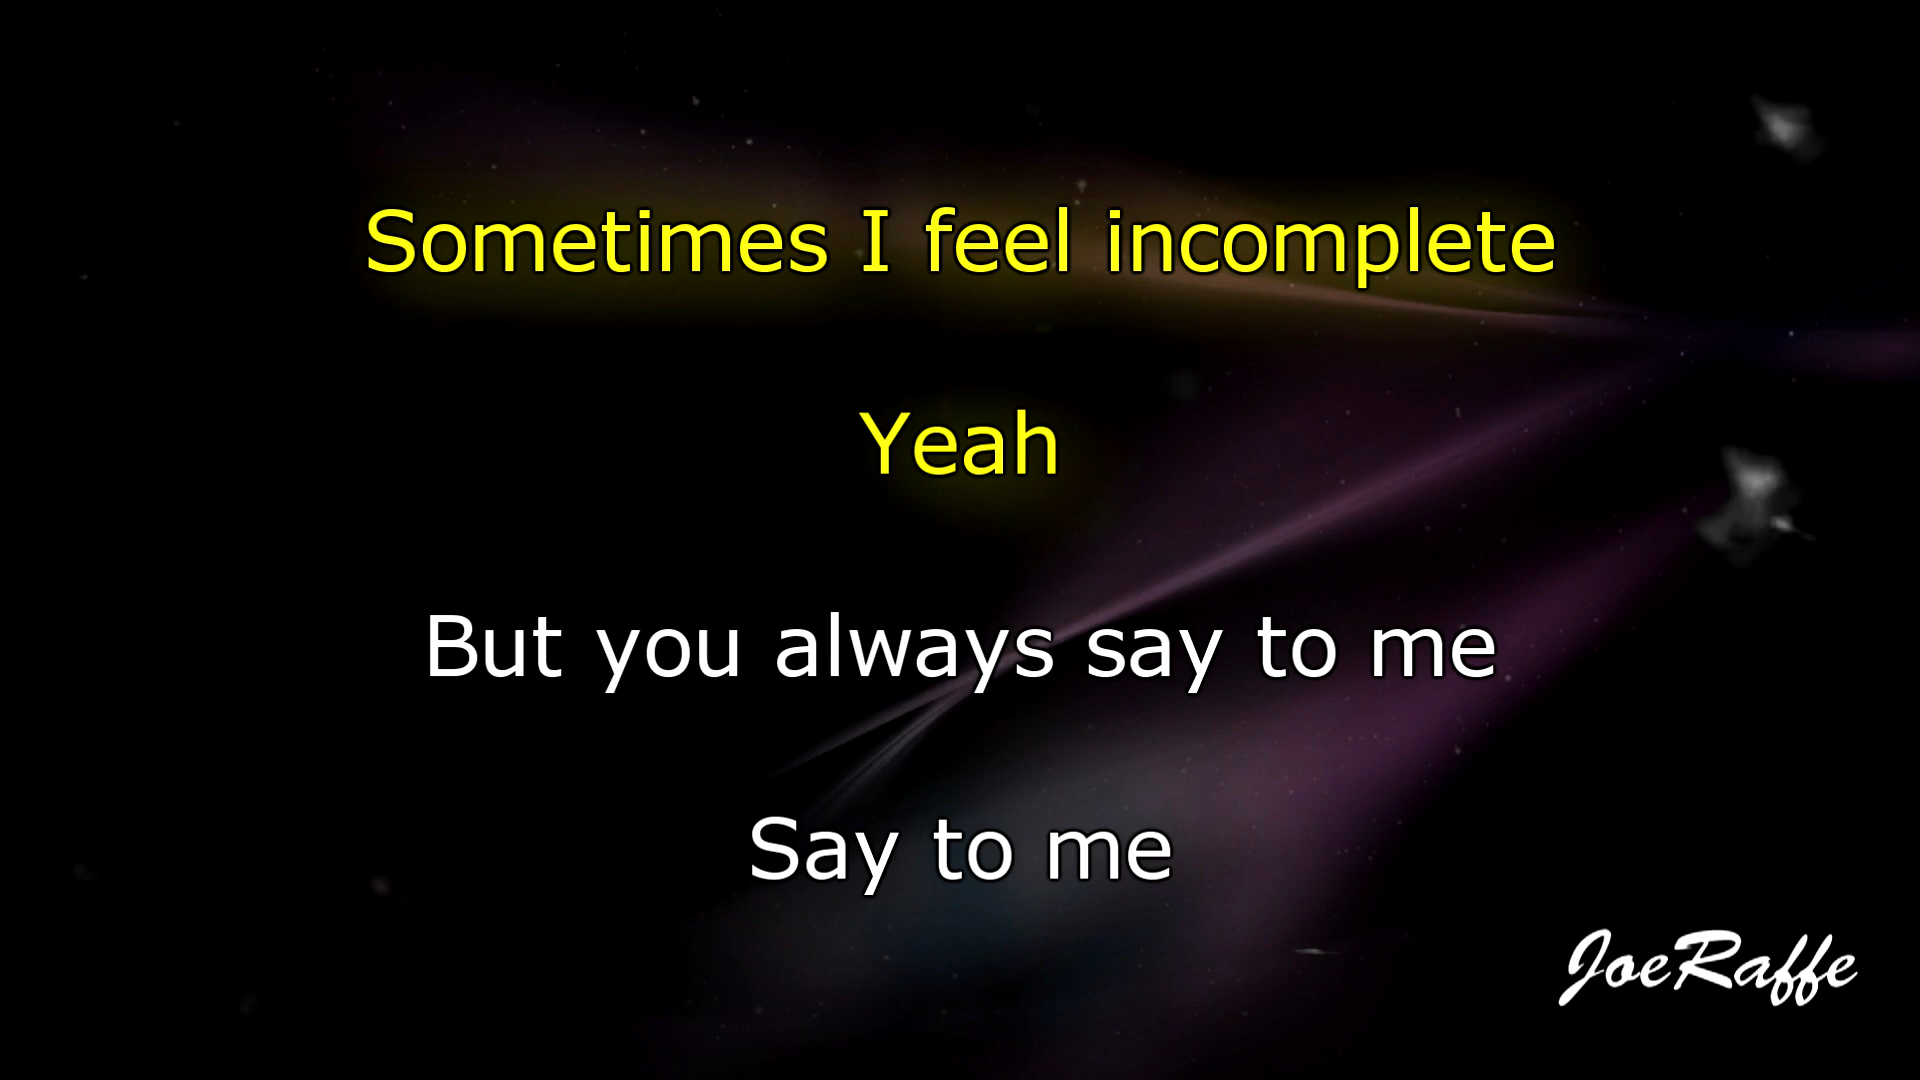 Sometimes I feel incomplete
Yeah
But you always say to me
Say to me
JoeRaffe